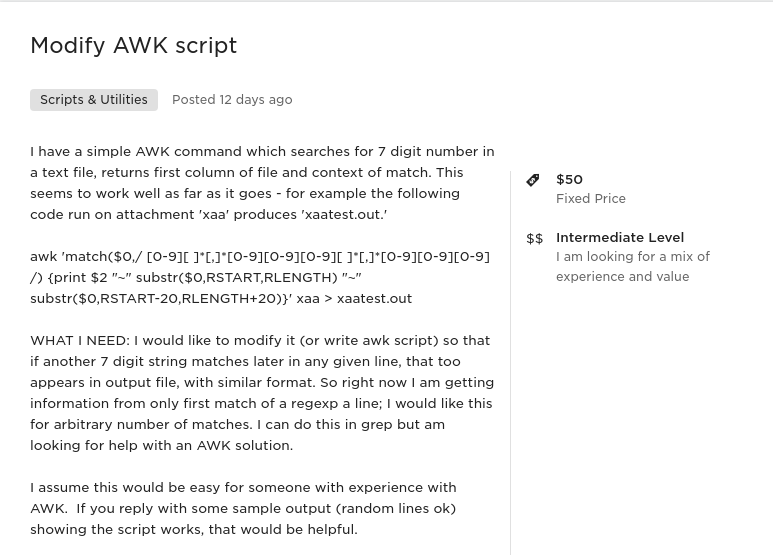 Modify AWK script
Scripts & Utilities
Posted 12 days ago
I have a simple AWK command which searches for 7 digit number in
a text file, returns first column of file and context of match. This
seems to work well as far as it goes - for example the following
code run on attachment 'xaa' produces 'xaatest.out.'
awk 'match($0,/ [0-9][ ]*[,]*[0-9][0-9][0-9][ ]*[,]*[0-9][0-9][0-9]
/) {print $2 "~" substr($0,RSTART,RLENGTH) "~"
substr($0,RSTART-20,RLENGTH+20)}' xaa > xaatest.out
WHAT I NEED: I would like to modify it (or write awk script) so that
if another 7 digit string matches later in any given line, that too
appears in output file, with similar format. So right now I am getting
information from only first match of a regexp a line; I would like this
for arbitrary number of matches. I can do this in grep but am
looking for help with an AWK solution.
I assume this would be easy for someone with experience with
AWK.  If you reply with some sample output (random lines ok)
showing the script works, that would be helpful.
$50
Fixed Price
$$ Intermediate Level
I am looking for a mix of
experience and value